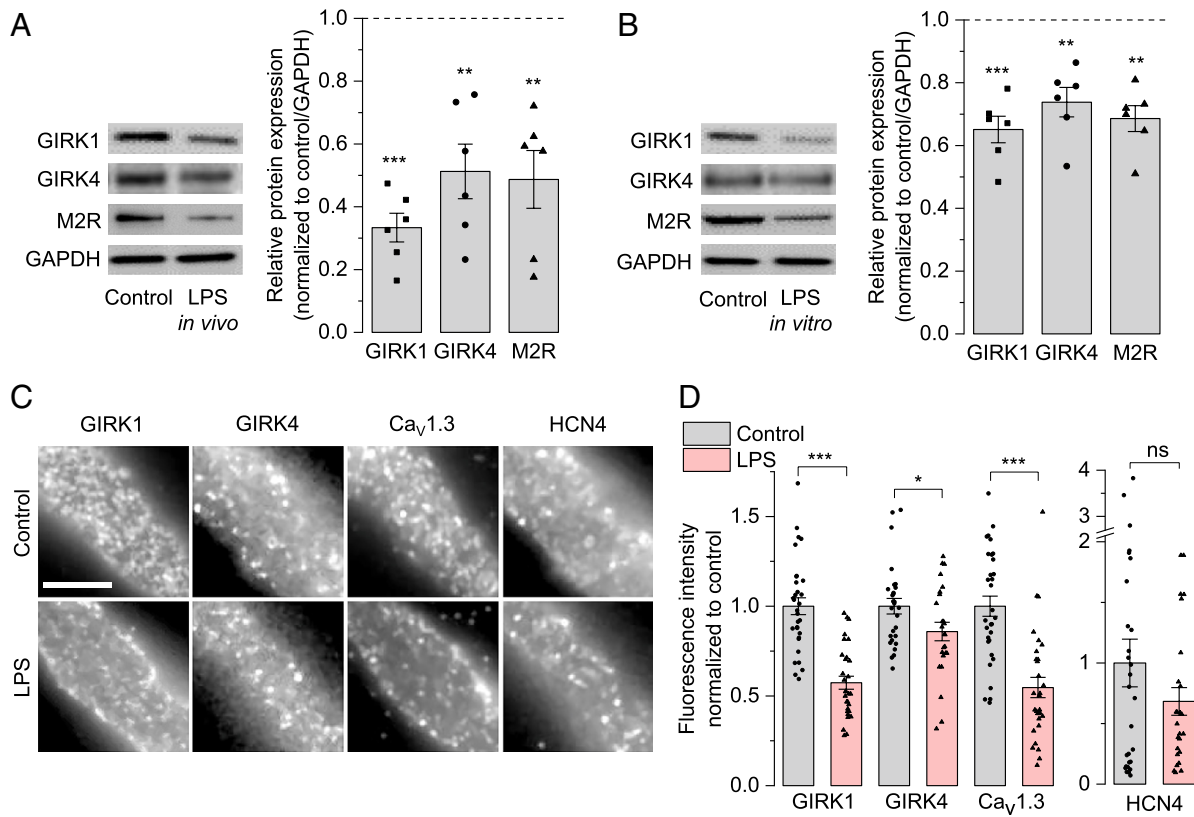 A
Relative protein expression
(normalized to control/GAPDH)
1.0
0.8
0.6
0.4
0.2
0.0
***
**
**
GIRK1
GIRK4
M2R
GAPDH
Control LPS
in vivo
GIRK1 GIRK4 M2R
B
Relative protein expression
(normalized to control/GAPDH)
1.0
0.8
0.6
0.4
0.2
0.0
***
**
**
GIRK1
GIRK4
M2R
GAPDH
Control LPS
in vitro
GIRK1 GIRK4 M2R
C
GIRK1 GIRK4 CaV1.3 HCN4
Control
LPS
D
Control
LPS
Fluorescence intensity
normalized to control
1.5
1.0
0.5
0.0
***
*
***
GIRK1 GIRK4 CaV1.3
ns
4
3
2
1
0
HCN4